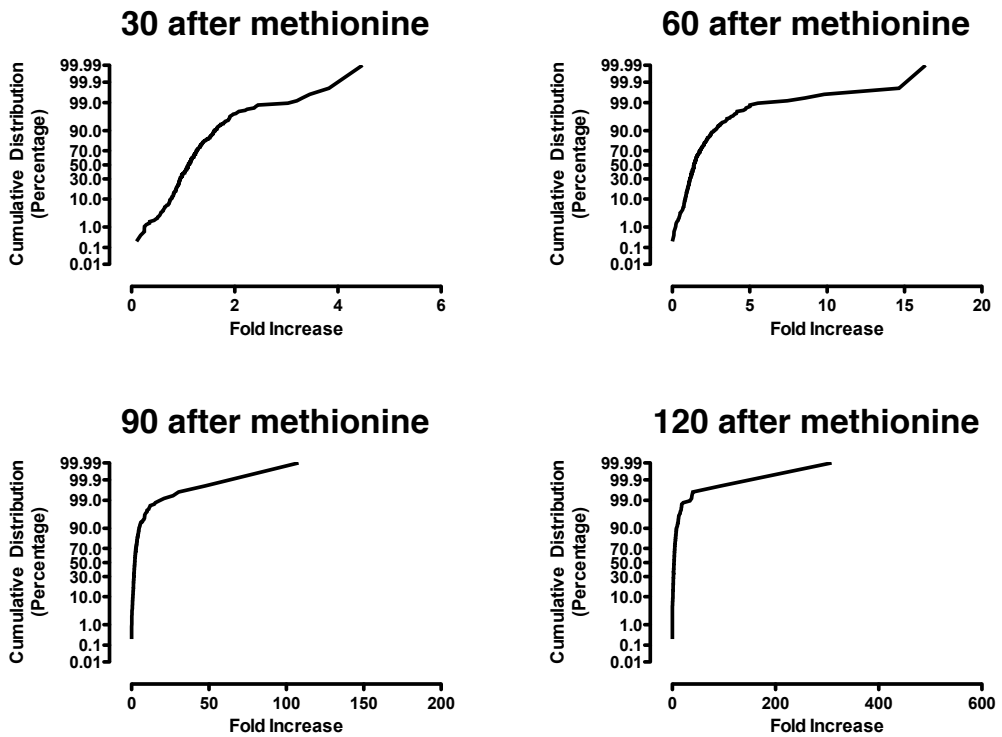 30 after methionine
Cumulative Distribution
(Percentage)
99.99
99.9
99.0
90.0
70.0
50.0
30.0
10.0
1.0
0.1
0.01
0 2 4 6
Fold Increase
60 after methionine
Cumulative Distribution
(Percentage)
99.99
99.9
99.0
90.0
70.0
50.0
30.0
10.0
1.0
0.1
0.01
0 5 10 15 20
Fold Increase
90 after methionine
Cumulative Distribution
(Percentage)
99.99
99.9
99.0
90.0
70.0
50.0
30.0
10.0
1.0
0.1
0.01
0 50 100 150 200
Fold Increase
120 after methionine
Cumulative Distribution
(Percentage)
99.99
99.9
99.0
90.0
70.0
50.0
30.0
10.0
1.0
0.1
0.01
0 200 400 600
Fold Increase